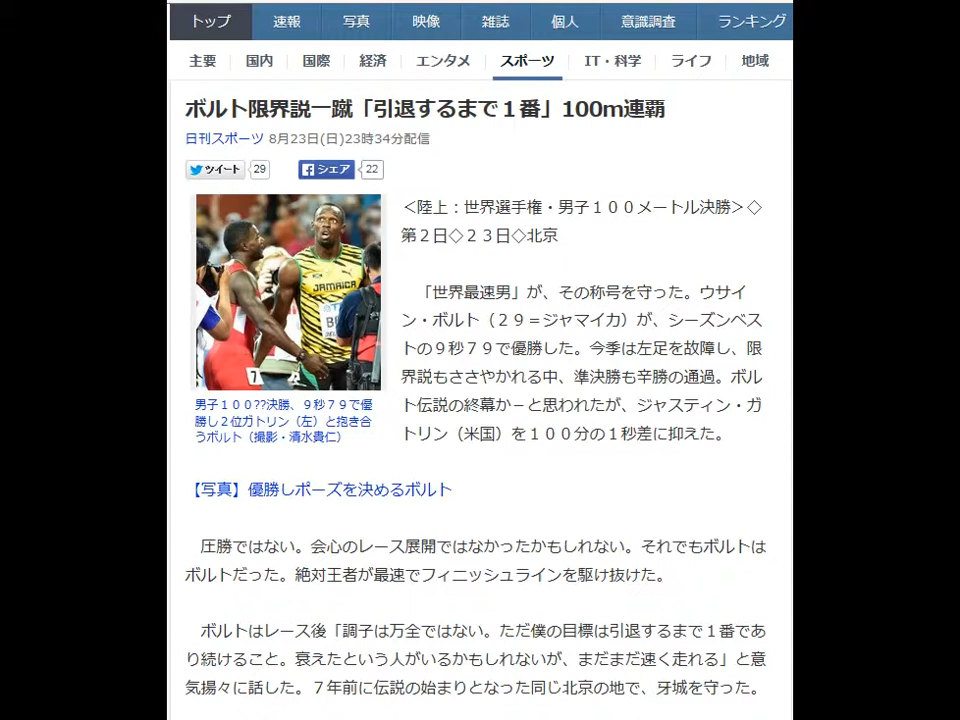 トップ 速報 写真 映像 雑誌 個人 意識調査 ランキング
主要 国内 国際 経済 エンタメ スポーツ IT・科学 ライフ 地域
ボルト限界説一蹴「引退するまで１番」100m連覇
日刊スポーツ 8月23日(日)23時34分配信
ツイート 29 シェア 22
JAMAICA
7
男子１００??決勝、９秒７９で優
勝し２位ガトリン（左）と抱き合
うボルト（撮影・清水貴仁）
＜陸上：世界選手権・男子１００メートル決勝＞◇
第２日◇２３日◇北京
「世界最速男」が、その称号を守った。ウサイ
ン・ボルト（２９＝ジャマイカ）が、シーズンベス
トの９秒７９で優勝した。今季は左足を故障し、限
界説もささやかれる中、準決勝も辛勝の通過。ボル
ト伝説の終幕か－と思われたが、ジャスティン・ガ
トリン（米国）を１００分の１秒差に抑えた。
【写真】優勝しポーズを決めるボルト
圧勝ではない。会心のレース展開ではなかったかもしれない。それでもボルトは
ボルトだった。絶対王者が最速でフィニッシュラインを駆け抜けた。
ボルトはレース後「調子は万全ではない。ただ僕の目標は引退するまで１番であ
り続けること。衰えたという人がいるかもしれないが、まだまだ速く走れる」と意
気揚々に話した。７年前に伝説の始まりとなった同じ北京の地で、牙城を守った。